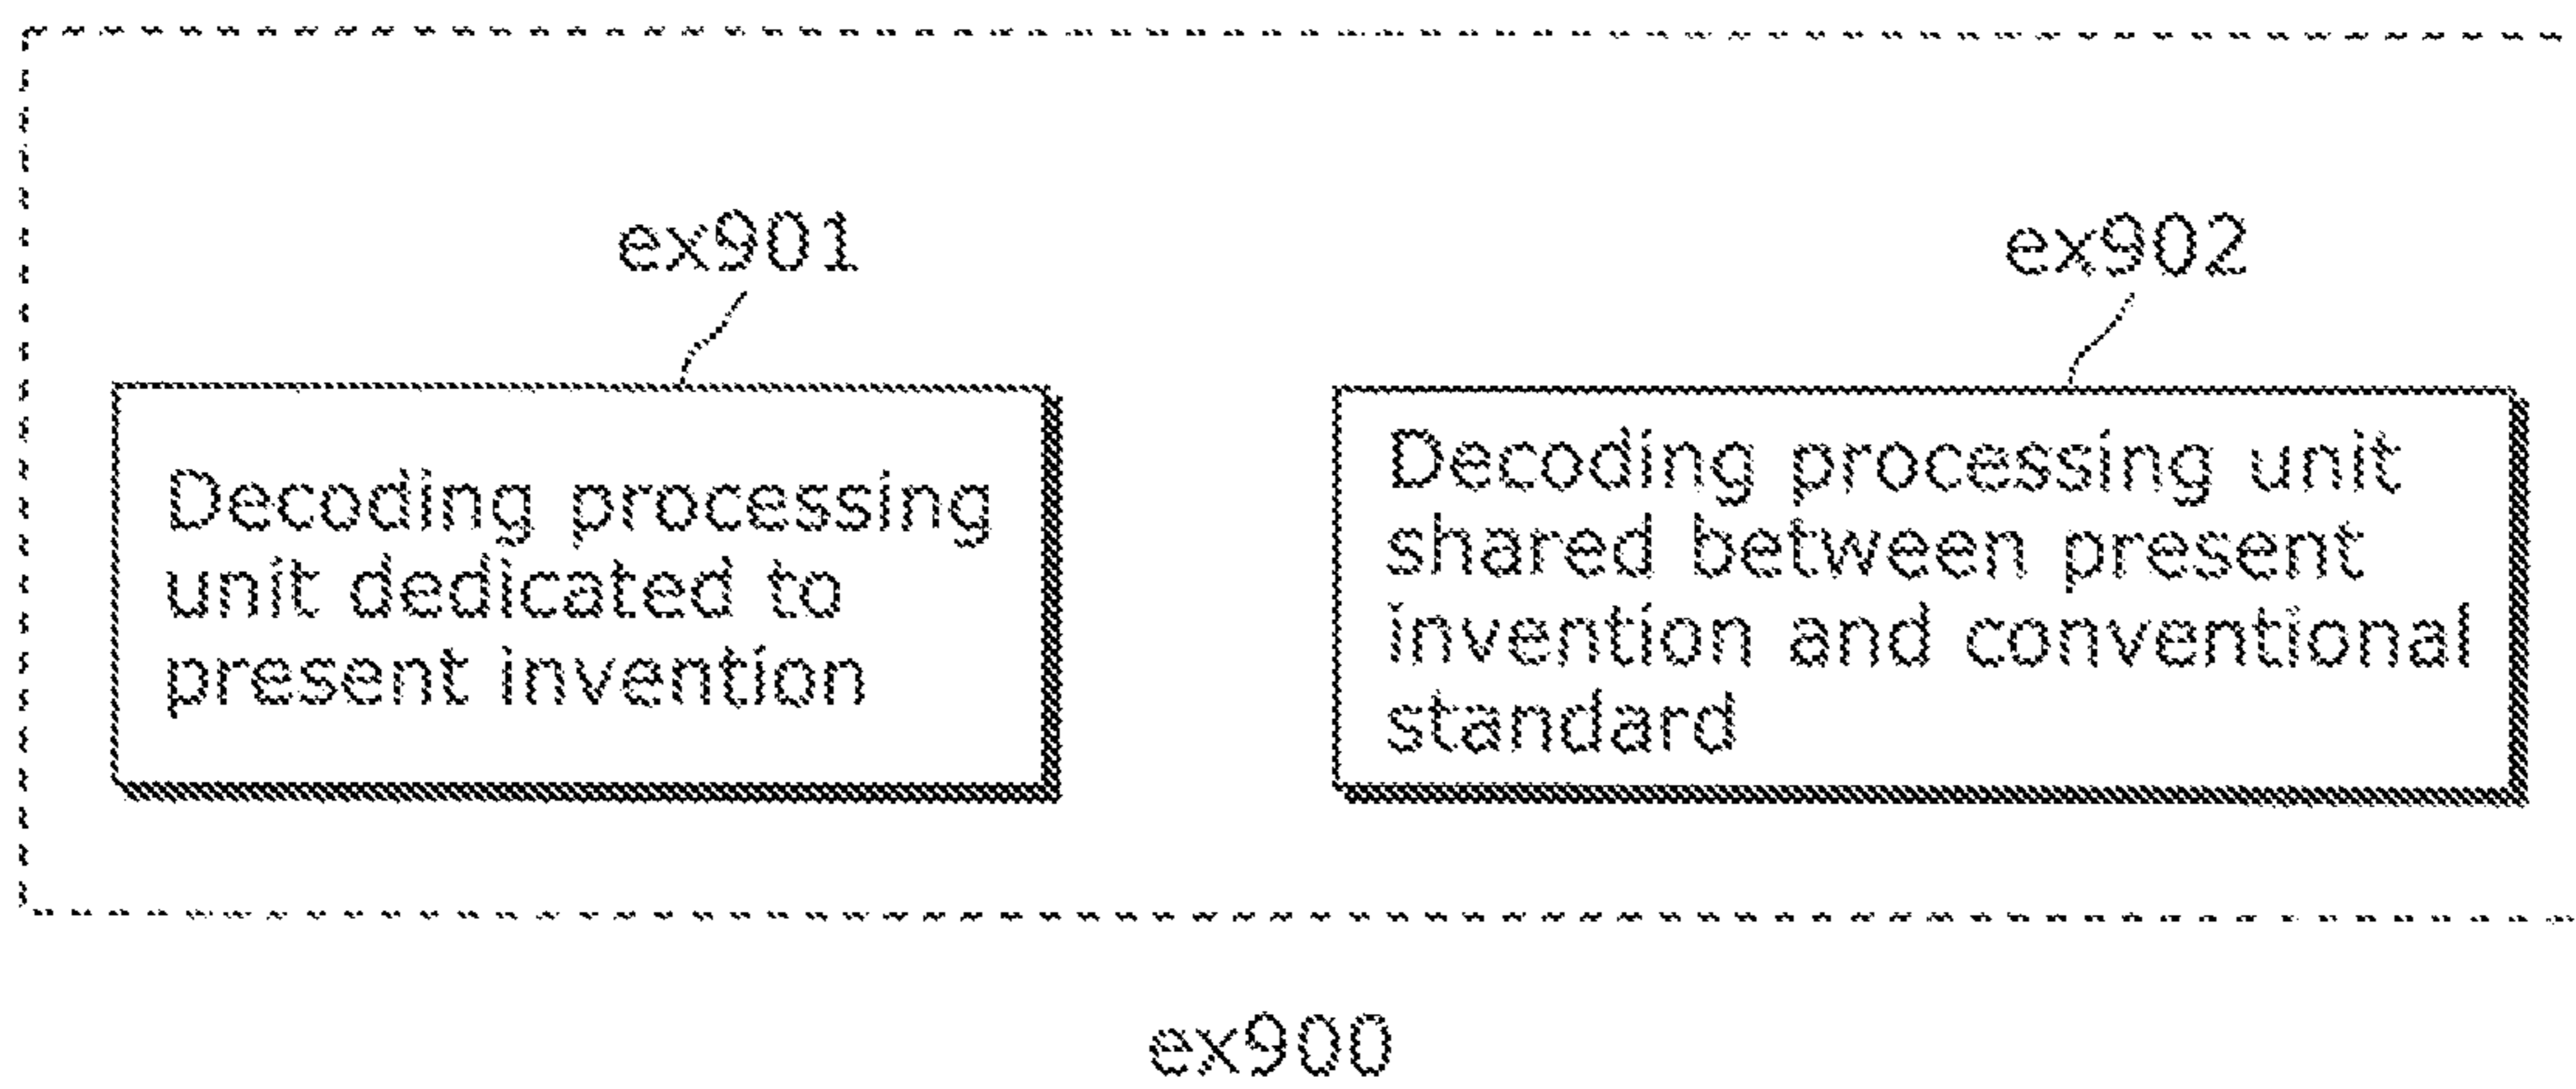 ex901
ex902
Decoding processing
unit dedicated to
present invention
Decoding processing unit
shared between present
invention and conventional
standard
ex900